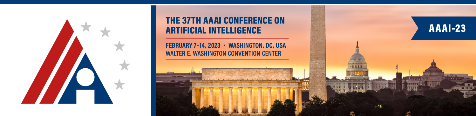 THE 37TH AAAI CONFERENCE ON
ARTIFICIAL INTELLIGENCE
FEBRUARY 7-14, 2023 • WASHINGTON, DC, USA
WALTER E. WASHINGTON CONVENTION CENTER
AAAI-23